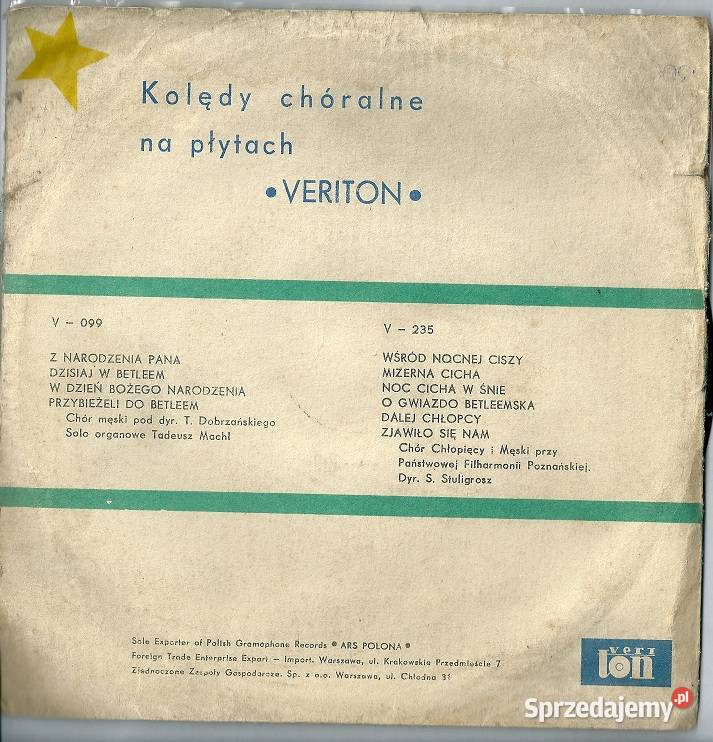 Kolędy chóralne
na płytach
• VERITON •
V – 099
Z NARODZENIA PANA
DZISIAJ W BETLEEM
W DZIEŃ BOŻEGO NARODZENIA
PRZYBIEŻELI DO BETLEEM
Chór męski pod dyr. T. Dobrzańskiego
Solo organowe Tadeusz Machl
V – 235
WŚRÓD NOCNEJ CISZY
MIZERNA CICHA
NOC CICHA W ŚNIE
O GWIAZDO BETLEEMSKA
DALEJ CHŁOPCY
ZJAWIŁO SIĘ NAM
Chór Chłopięcy i Męski przy
Państwowej Filharmonii Poznańskiej.
Dyr. S. Stuligrosz
Sole Exporter of Polish Gramophone Records • ARS POLONA •
Foreign Trade Enterprise Export – Import. Warszawa, ul. Krakowskie Przedmieście 7
Zjednoczone Zespoły Gospodarcze. Sp. z o.o. Warszawa, ul. Chłodna 31
veri
ton
Sprzedajemy.pl